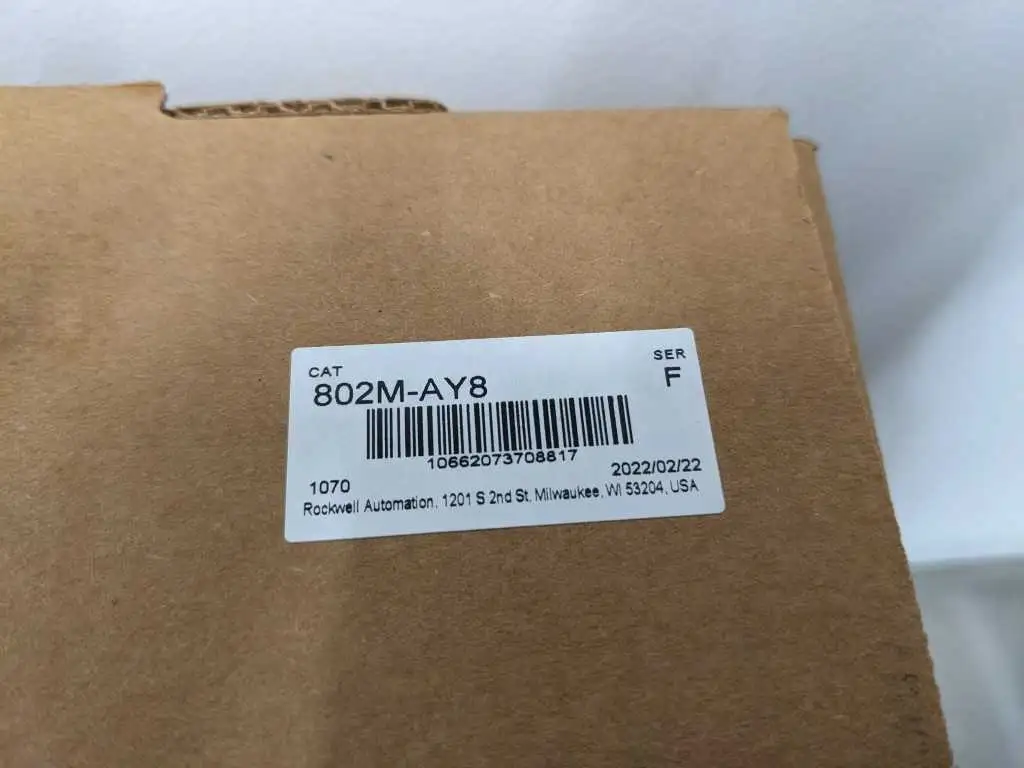 CAT
SER
802M-AY8
F
10662073708817
1070
2022/02/22
Rockwell Automation, 1201 S 2nd St, Milwaukee, WI 53204, USA